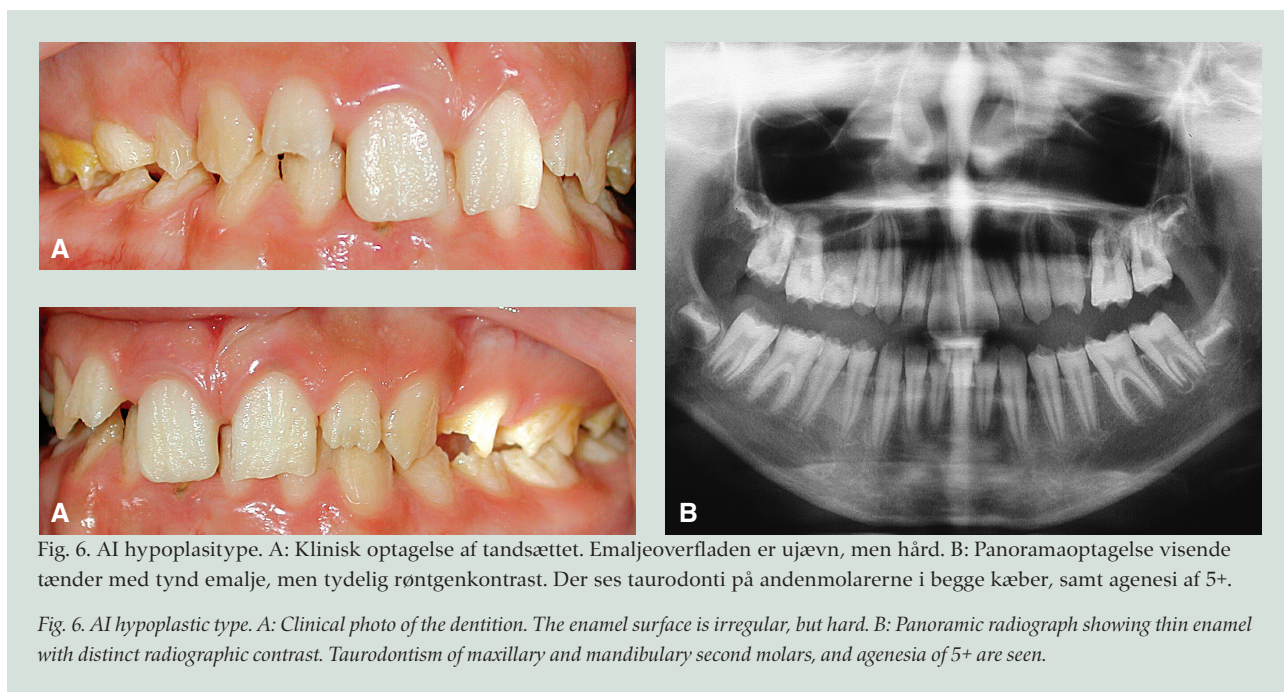 A
A
B
Fig. 6. AI hypoplasitype. A: Klinisk optagelse af tandsættet. Emaljeoverfladen er ujævn, men hård. B: Panoramaoptagelse visende
tænder med tynd emalje, men tydelig røntgenkontrast. Der ses taurodonti på andenmolarerne i begge kæber, samt agenesi af 5+.
Fig. 6. AI hypoplastic type. A: Clinical photo of the dentition. The enamel surface is irregular, but hard. B: Panoramic radiograph showing thin enamel
with distinct radiographic contrast. Taurodontism of maxillary and mandibulary second molars, and agenesia of 5+ are seen.